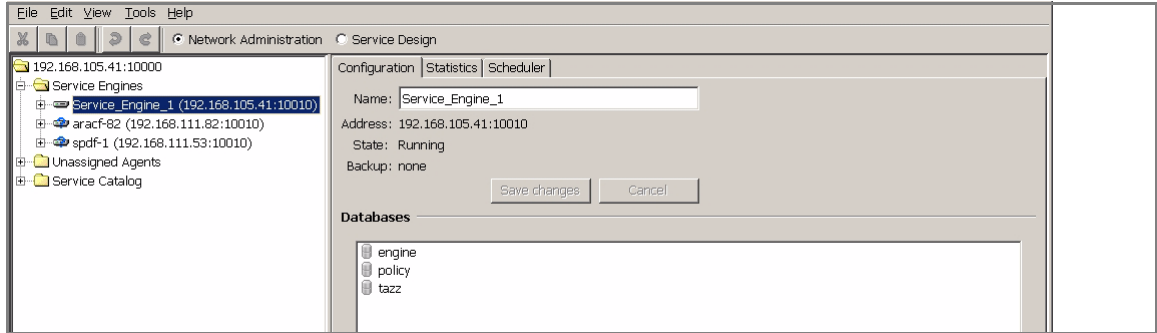 File Edit View Tools Help
Network Administration Service Design
192.168.105.41:10000
Service Engines
Service_Engine_1 (192.168.105.41:10010)
aracf-82 (192.168.111.82:10010)
spdf-1 (192.168.111.53:10010)
Unassigned Agents
Service Catalog
Configuration Statistics Scheduler
Name: Service_Engine_1
Address: 192.168.105.41:10010
State: Running
Backup: none
Save changes Cancel
Databases
engine
policy
tazz